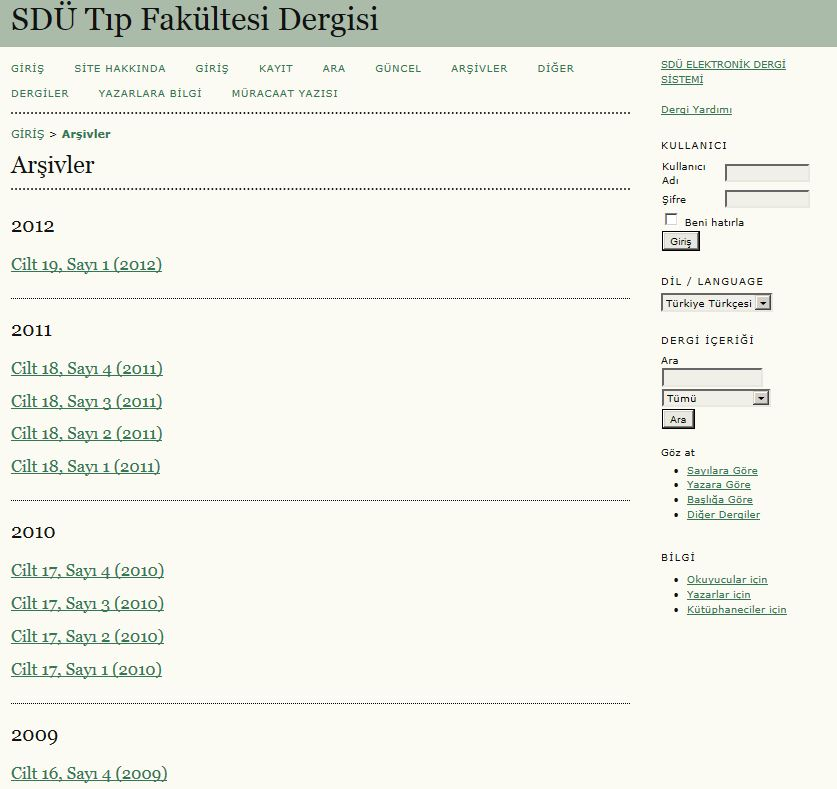 SDÜ Tıp Fakültesi Dergisi
GİRİŞ SİTE HAKKINDA GİRİŞ KAYIT ARA GÜNCEL ARŞİVLER DİĞER
DERGİLER YAZARLARA BİLGİ MÜRACAAT YAZISI
GİRİŞ > Arşivler
Arşivler
2012
Cilt 19, Sayı 1 (2012)
2011
Cilt 18, Sayı 4 (2011)
Cilt 18, Sayı 3 (2011)
Cilt 18, Sayı 2 (2011)
Cilt 18, Sayı 1 (2011)
2010
Cilt 17, Sayı 4 (2010)
Cilt 17, Sayı 3 (2010)
Cilt 17, Sayı 2 (2010)
Cilt 17, Sayı 1 (2010)
2009
Cilt 16, Sayı 4 (2009)
SDÜ ELEKTRONİK DERGİ
SİSTEMİ
Dergi Yardımı
KULLANICI
Kullanıcı
Adı
Şifre
Beni hatırla
Giriş
DİL / LANGUAGE
Türkiye Türkçesi
DERGİ İÇERİĞİ
Ara
Tümü
Ara
Göz at
Sayılara Göre
Yazara Göre
Başlığa Göre
Diğer Dergiler
BİLGİ
Okuyucular için
Yazarlar için
Kütüphaneciler için